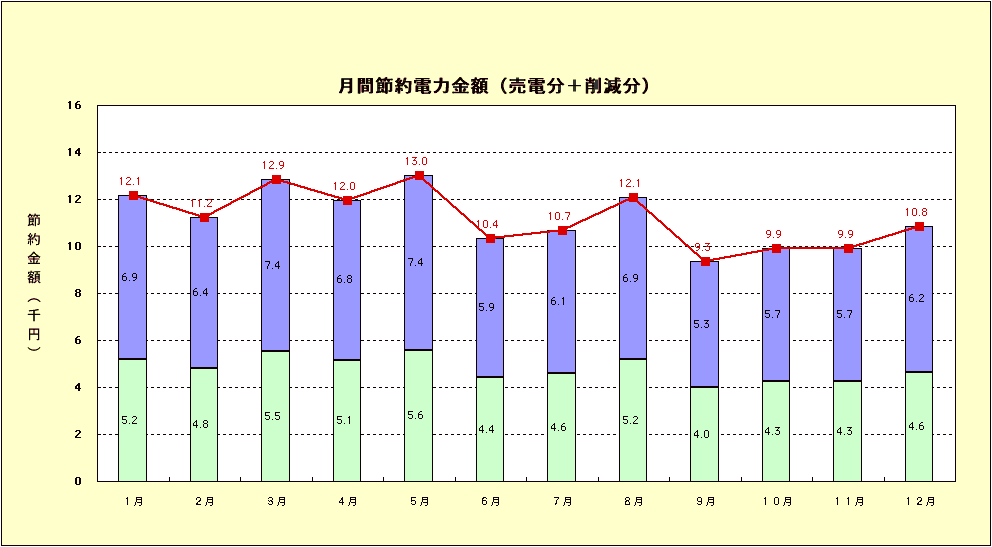 月間節約電力金額（売電分＋削減分）
節約金額（千円）
16
14
12
10
8
6
4
2
0
12.1 11.2 12.9 12.0 13.0 10.4 10.7 12.1 9.3 9.9 9.9 10.8
6.9 6.4 7.4 6.8 7.4 5.9 6.1 6.9 5.3 5.7 5.7 6.2
5.2 4.8 5.5 5.1 5.6 4.4 4.6 5.2 4.0 4.3 4.3 4.6
１月 ２月 ３月 ４月 ５月 ６月 ７月 ８月 ９月 １０月 １１月 １２月